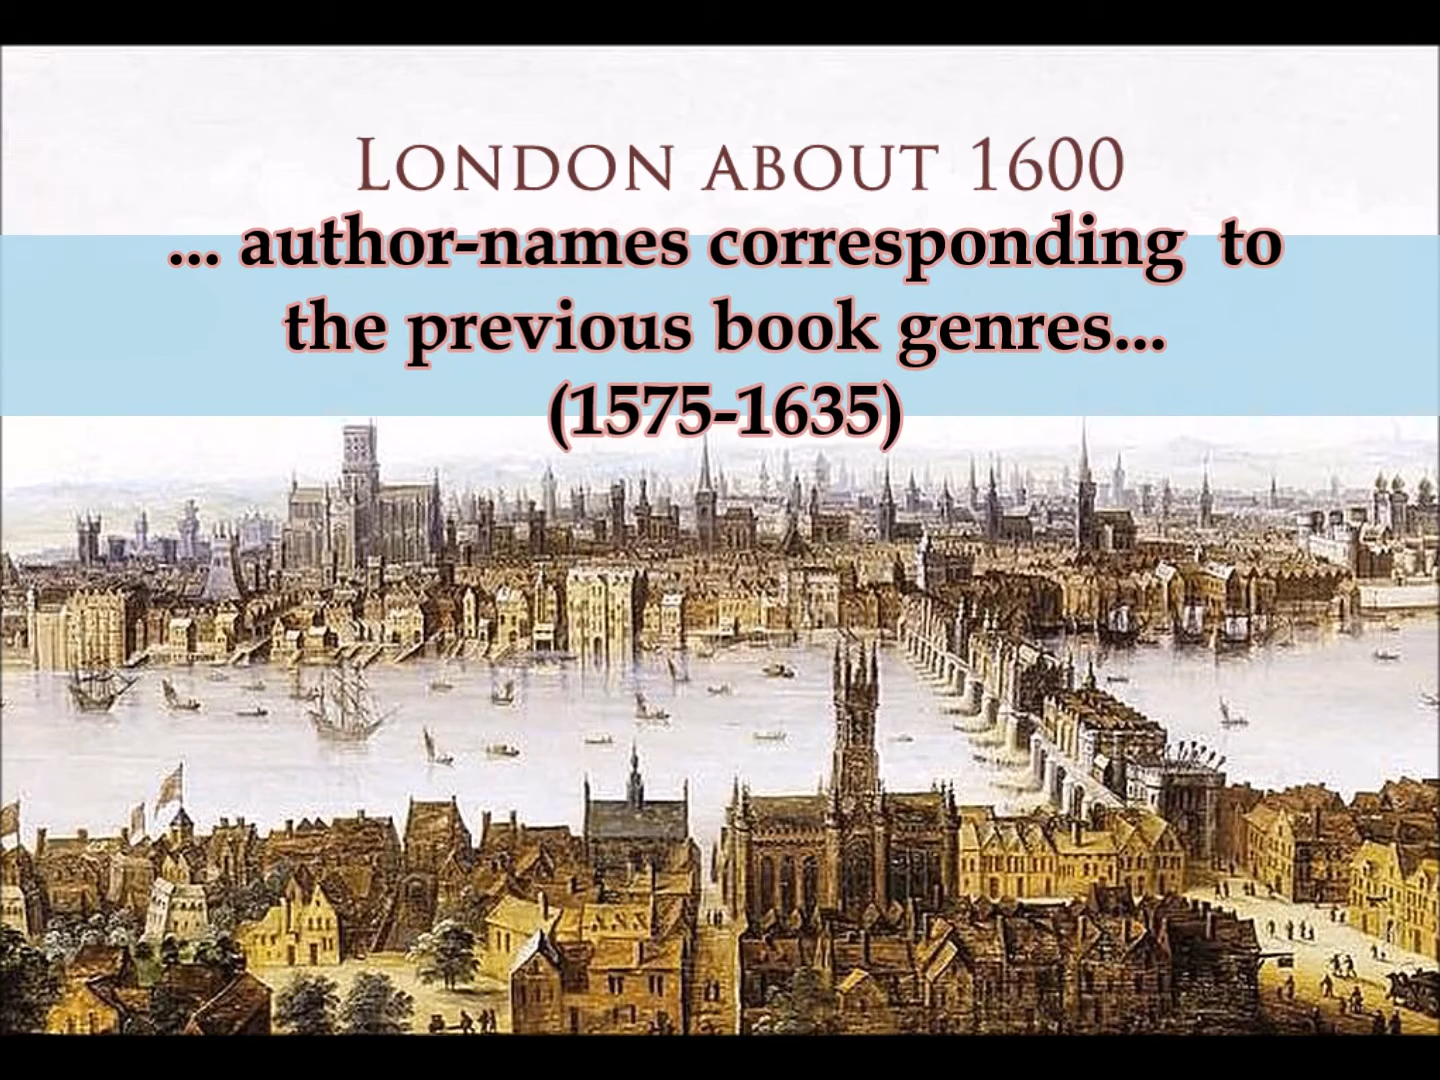 LONDON ABOUT 1600
... author-names corresponding to
the previous book genres...
(1575-1635)